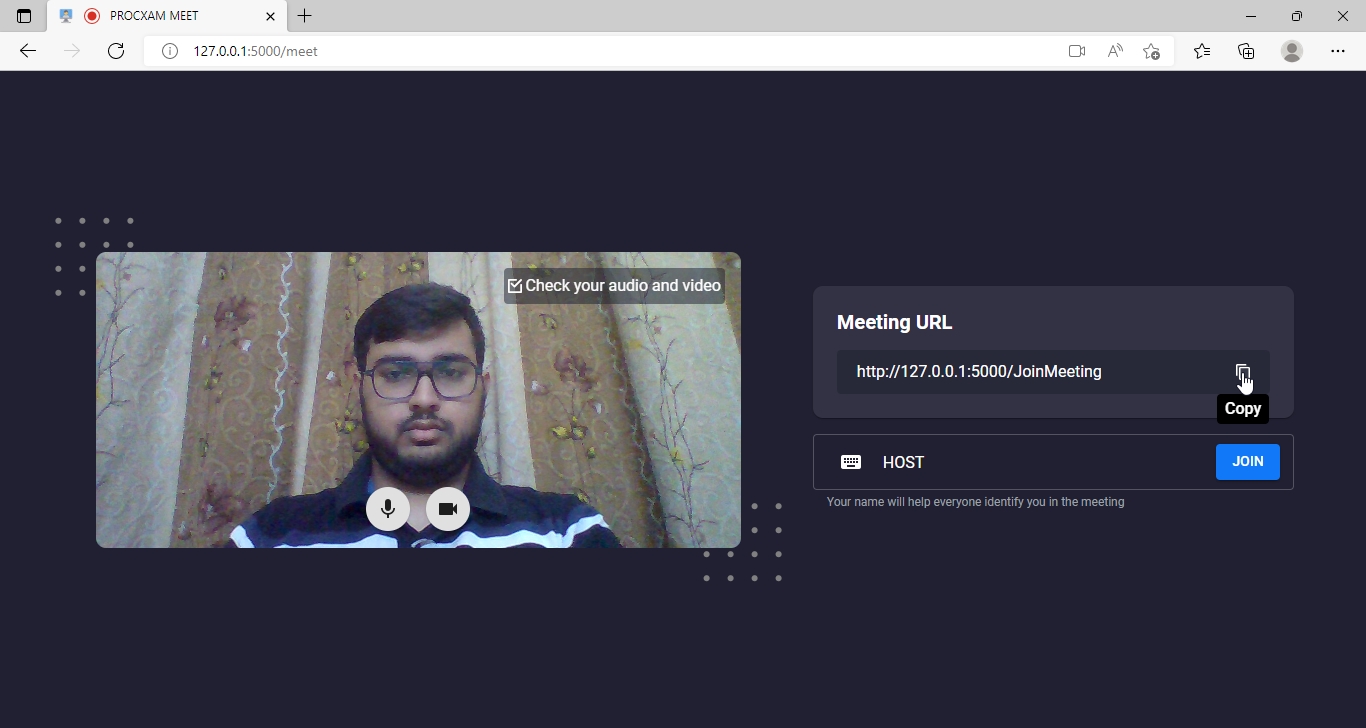 PROCXAM MEET
127.0.0.1:5000/meet
Check your audio and video
Meeting URL
http://127.0.0.1:5000/JoinMeeting
Copy
HOST
JOIN
Your name will help everyone identify you in the meeting